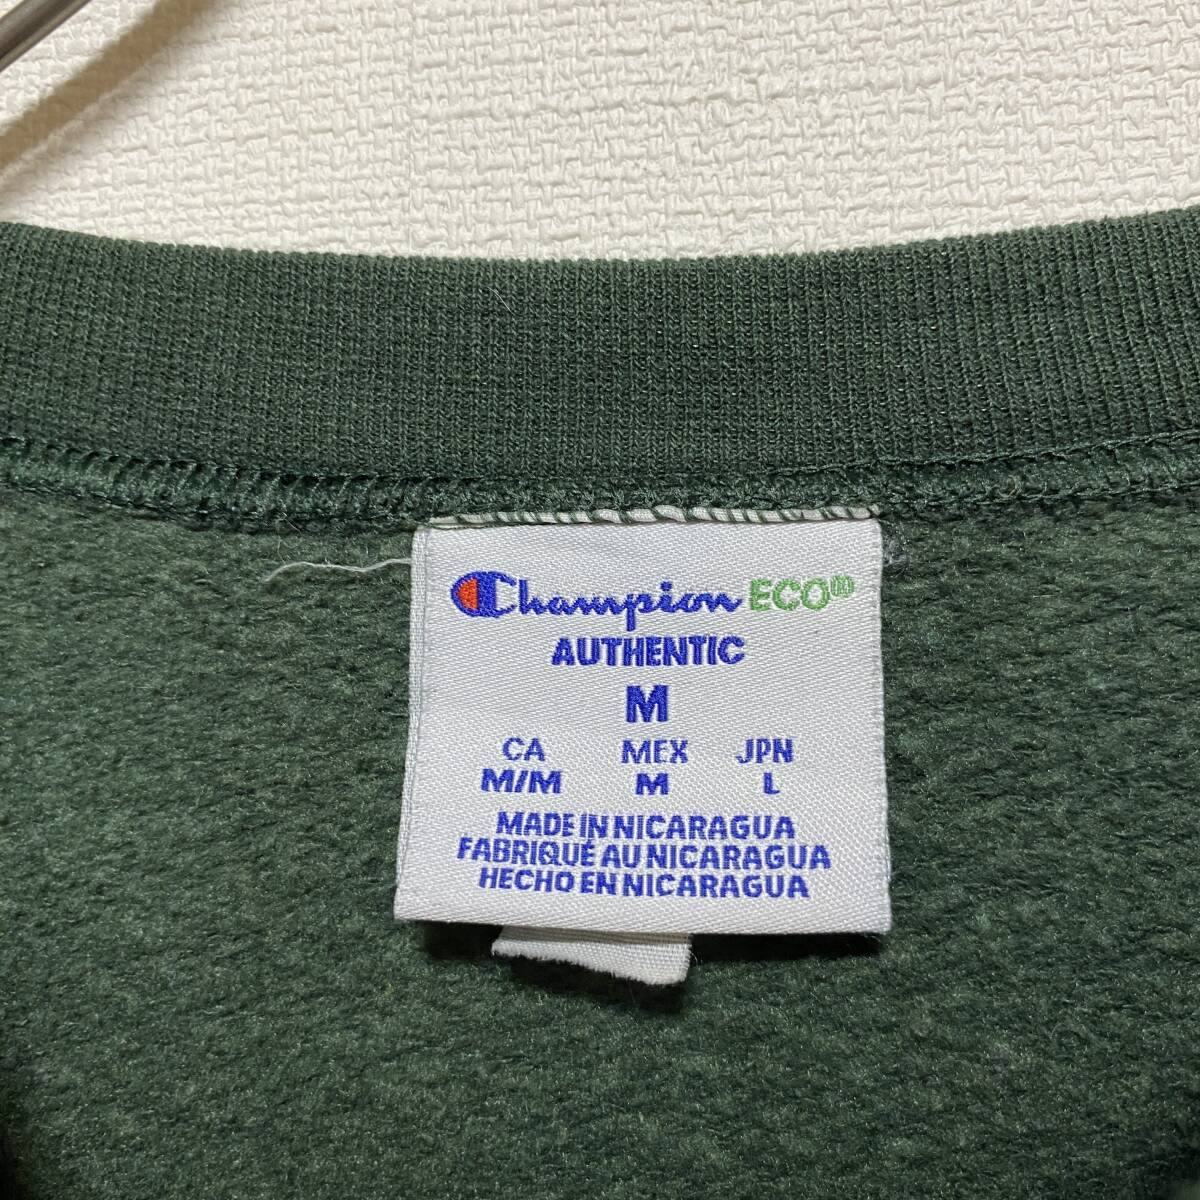 Champion ECO®
AUTHENTIC
M
CA MEX JPN
M/M M L
MADE IN NICARAGUA
FABRIQUÉ AU NICARAGUA
HECHO EN NICARAGUA